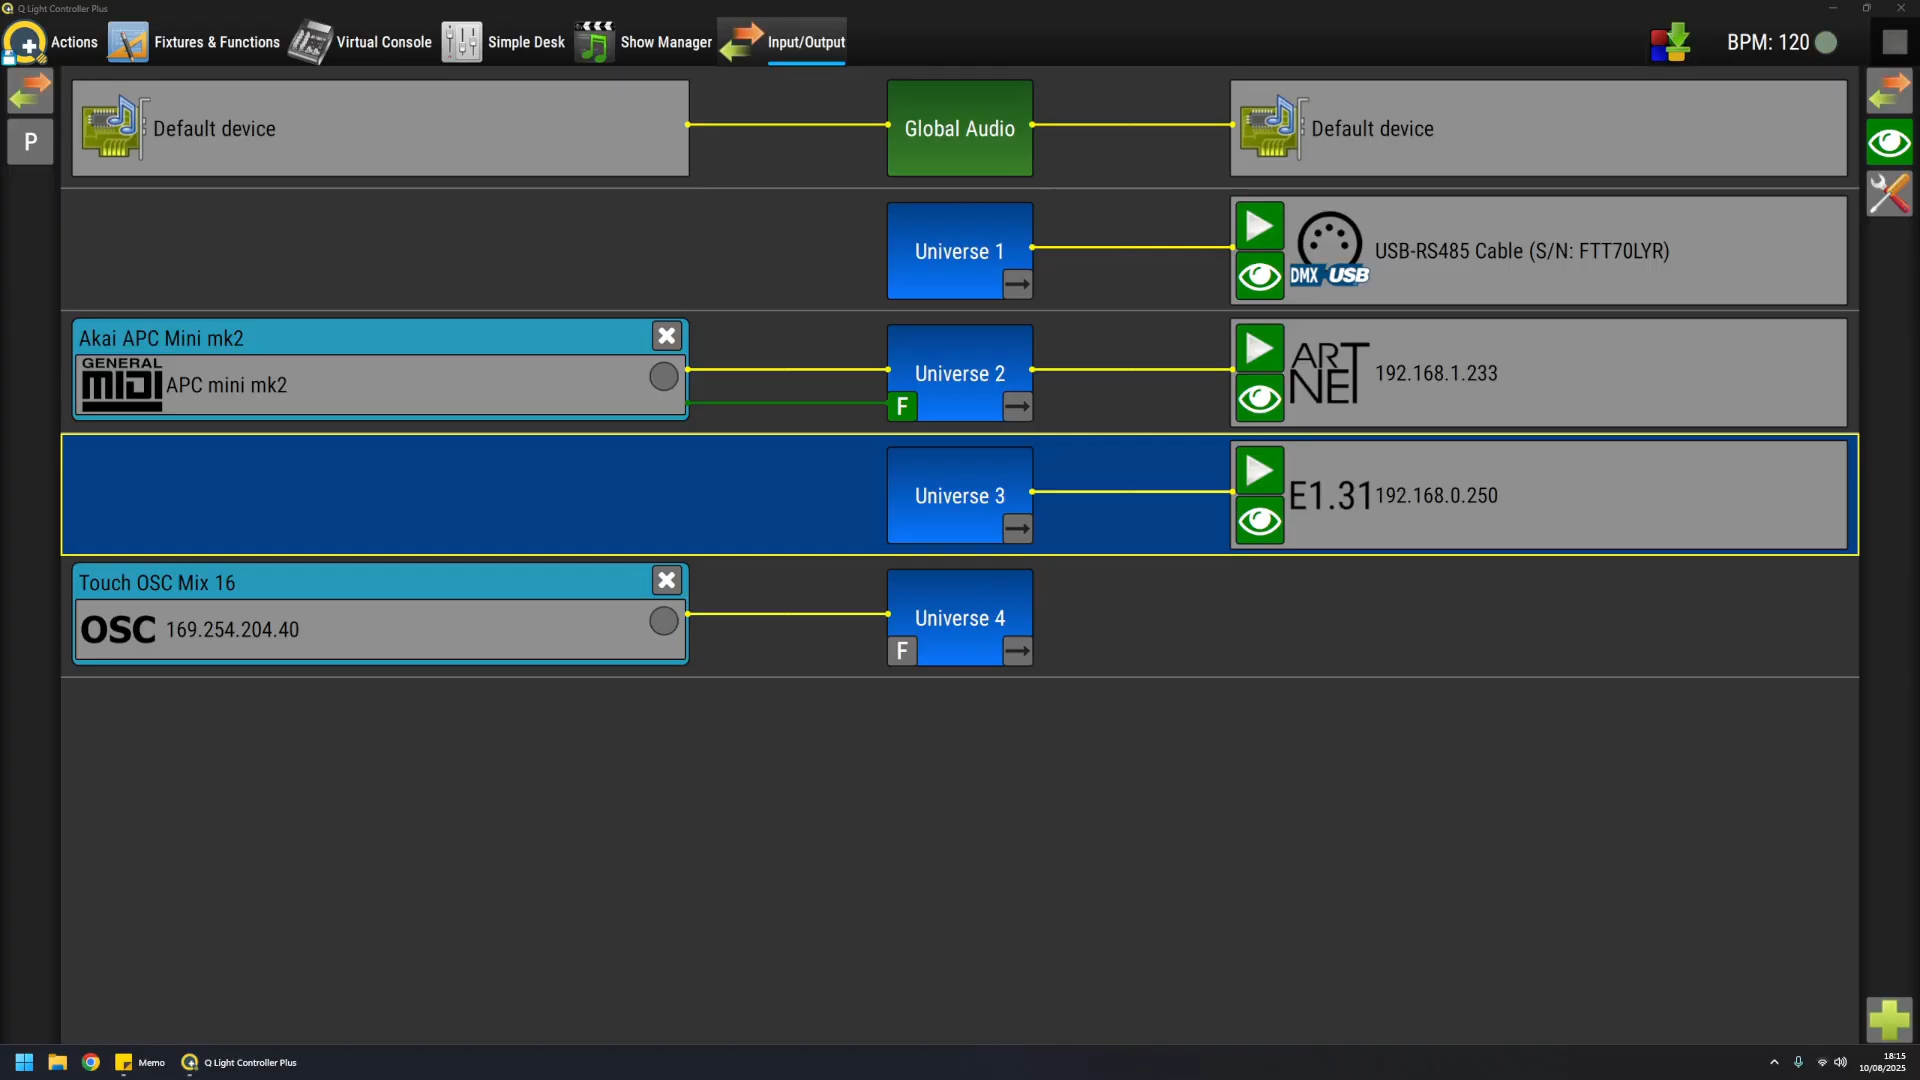 Q Light Controller Plus
Actions
Fixtures & Functions
Virtual Console
Simple Desk
Show Manager
Input/Output
BPM: 120
P
Default device
Global Audio
Default device
Universe 1
DMX USB
USB-RS485 Cable (S/N: FTT70LYR)
Akai APC Mini mk2
GENERAL
MIDI
APC mini mk2
Universe 2
F
ART
NET
192.168.1.233
Universe 3
E1.31
192.168.0.250
Touch OSC Mix 16
OSC
169.254.204.40
Universe 4
F
Memo
Q Light Controller Plus
18:15
10/08/2025